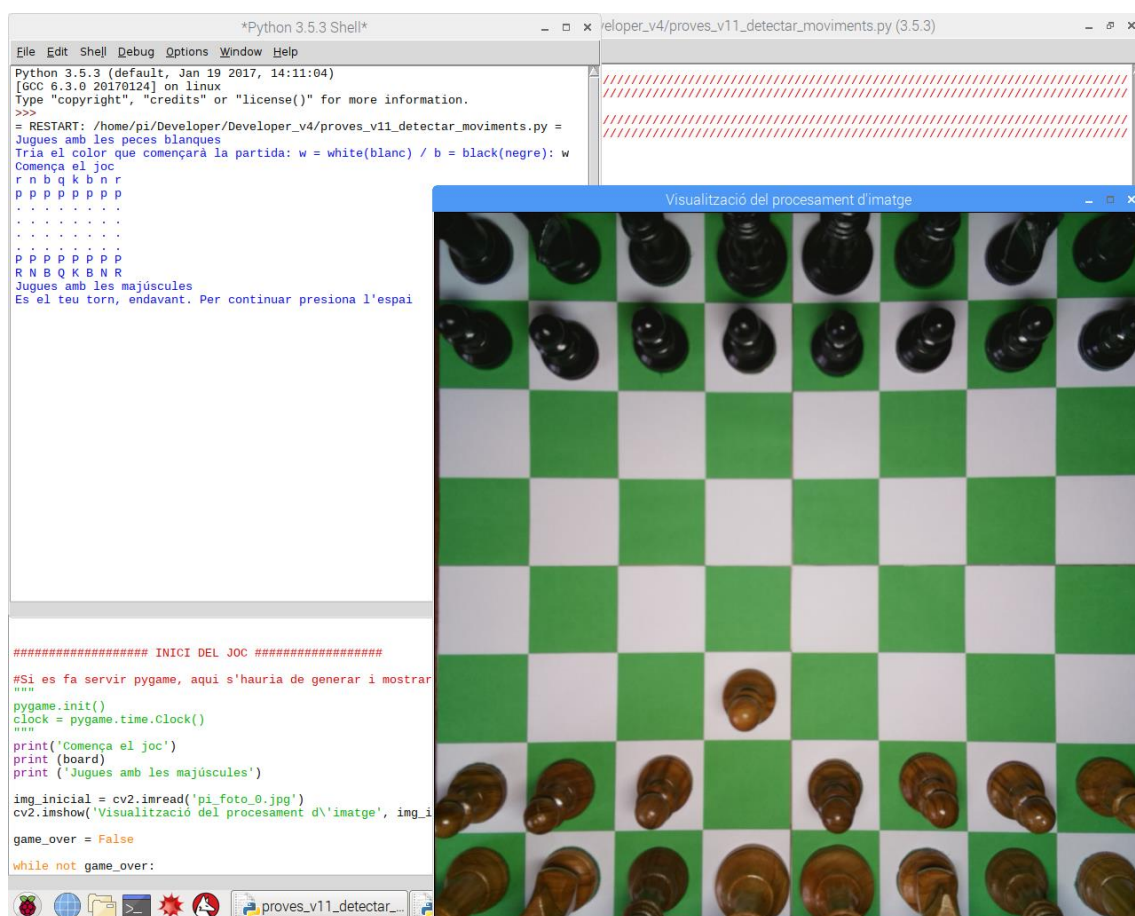 *Python 3.5.3 Shell*
File Edit Shell Debug Options Window Help
Python 3.5.3 (default, Jan 19 2017, 14:11:04)
[GCC 6.3.0 20170124] on linux
Type "copyright", "credits" or "license()" for more information.
>>>
= RESTART: /home/pi/Developer/Developer_v4/proves_v11_detectar_moviments.py =
Jugues amb les peces blanques
Tria el color que començarà la partida: w = white(blanc) / b = black(negre): w
Comença el joc
r n b q k b n r
p p p p p p p p
. . . . . . . .
. . . . . . . .
. . . . . . . .
. . . . . . . .
P P P P P P P P
R N B Q K B N R
Jugues amb les majúscules
Es el teu torn, endavant. Per continuar presiona l'espai
eloper_v4/proves_v11_detectar_moviments.py (3.5.3)
//////////////////////////////////////////////////////////////////////////
//////////////////////////////////////////////////////////////////////////
//////////////////////////////////////////////////////////////////////////
//////////////////////////////////////////////////////////////////////////
Visualització del procesament d'imatge
################### INICI DEL JOC ##################
#Si es fa servir pygame, aqui s'hauria de generar i mostrar
"""
pygame.init()
clock = pygame.time.Clock()
"""
print('Comença el joc')
print (board)
print ('Jugues amb les majúscules')
img_inicial = cv2.imread('pi_foto_0.jpg')
cv2.imshow('Visualització del procesament d\'imatge', img_i
game_over = False
while not game_over:
proves_v11_detectar_...